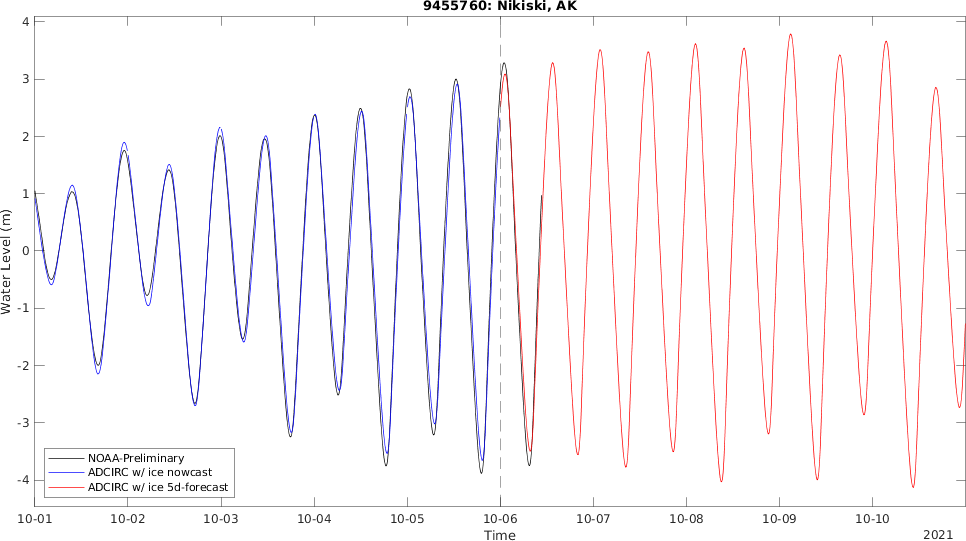 9455760: Nikiski, AK
4
3
2
1
0
-1
-2
-3
-4
Water Level (m)
NOAA-Preliminary
ADCIRC w/ ice nowcast
ADCIRC w/ ice 5d-forecast
10-01 10-02 10-03 10-04 10-05 10-06 10-07 10-08 10-09 10-10
Time
2021